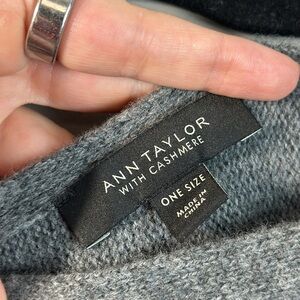 ANN TAYLOR
WITH CASHMERE
ONE SIZE
MADE IN
CHINA